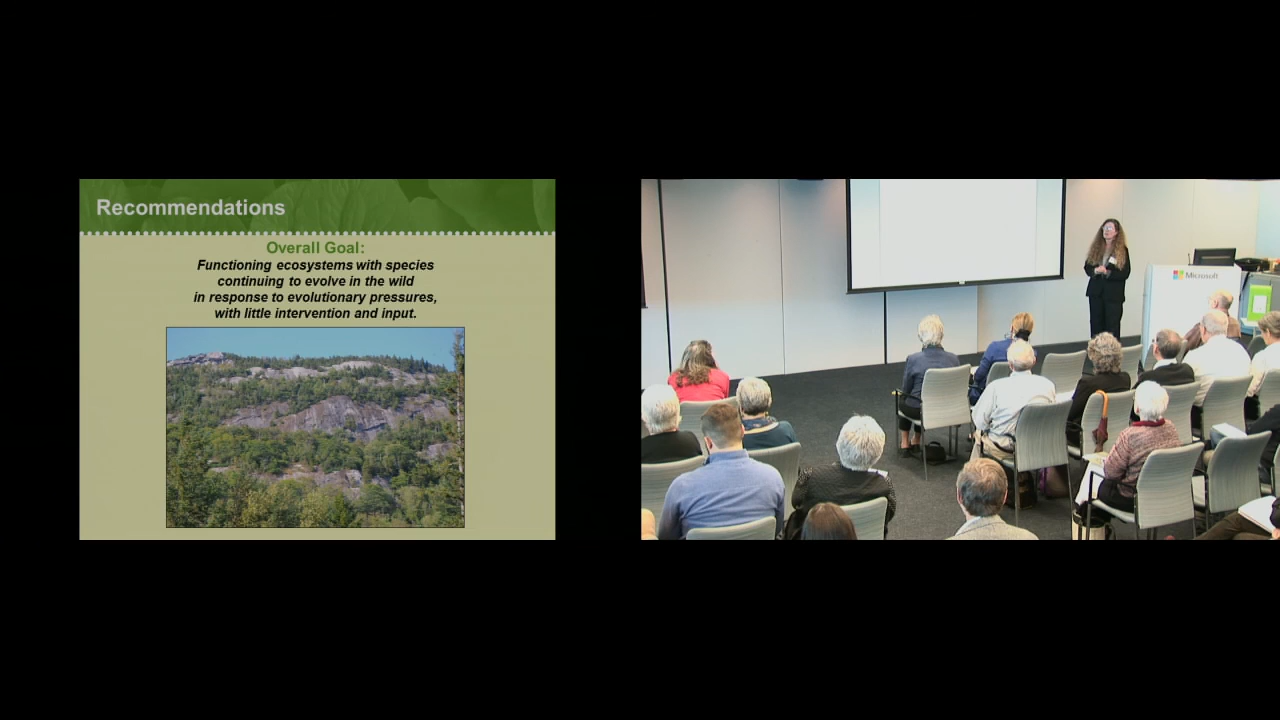 Recommendations
Overall Goal:
Functioning ecosystems with species
continuing to evolve in the wild
in response to evolutionary pressures,
with little intervention and input.
Microsoft